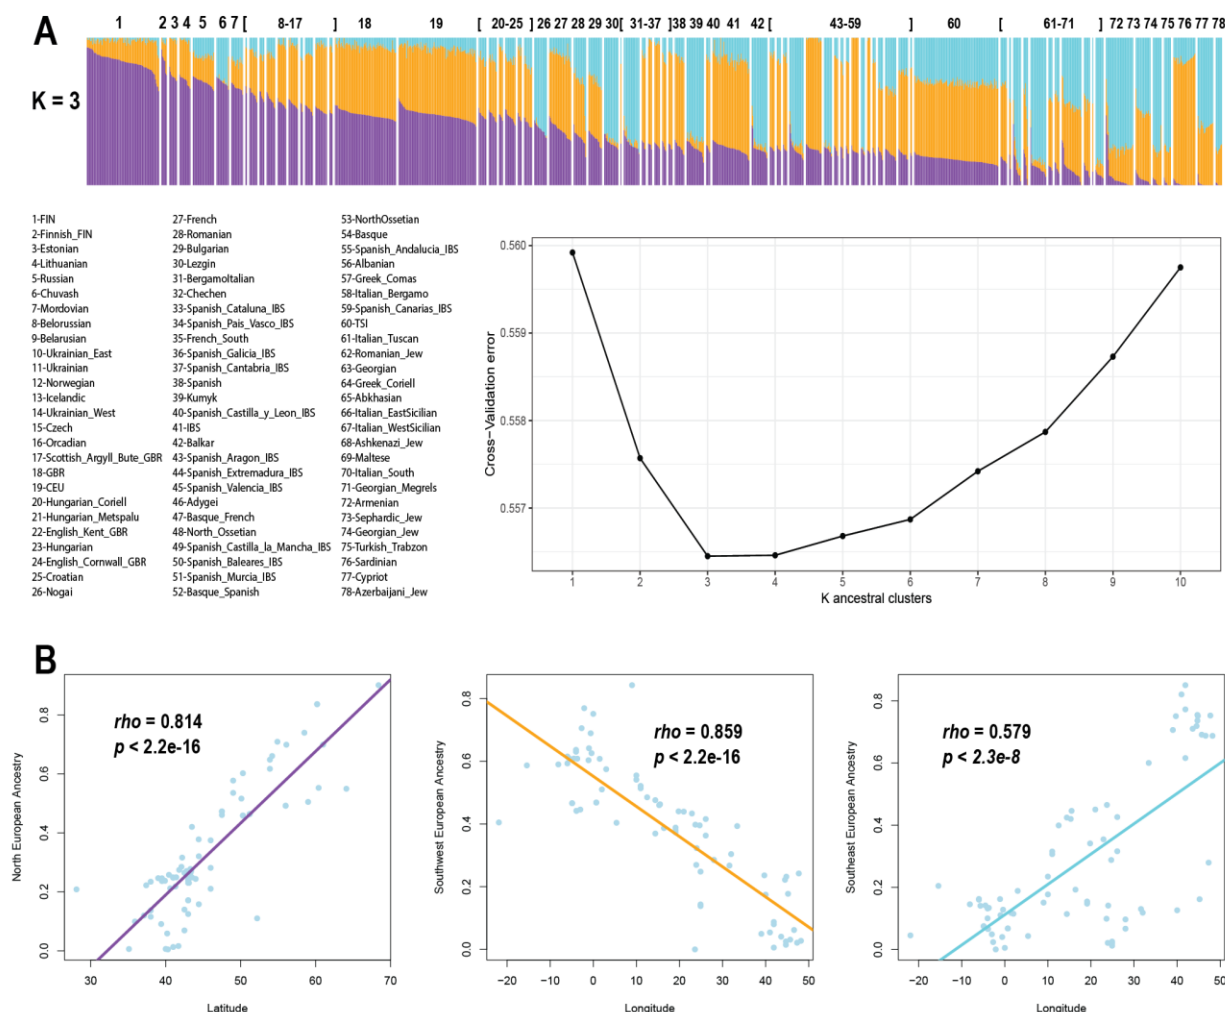 A
1 2 3 4 5 6 7 [ 8-17 ] 18 19 [ 20-25 ] 26 27 28 29 30 [ 31-37 ] 38 39 40 41 42 [ 43-59 ] 60 [ 61-71 ] 72 73 74 75 76 77 78
K = 3
1-FIN
2-Finnish_FIN
3-Estonian
4-Lithuanian
5-Russian
6-Chuvash
7-Mordovian
8-Belorussian
9-Belarusian
10-Ukrainian_East
11-Ukrainian
12-Norwegian
13-Icelandic
14-Ukrainian_West
15-Czech
16-Orcadian
17-Scottish_Argyll_Bute_GBR
18-GBR
19-CEU
20-Hungarian_Coriell
21-Hungarian_Metspalu
22-English_Kent_GBR
23-Hungarian
24-English_Cornwall_GBR
25-Croatian
26-Nogai
27-French
28-Romanian
29-Bulgarian
30-Lezgin
31-BergamoItalian
32-Chechen
33-Spanish_Cataluna_IBS
34-Spanish_Pais_Vasco_IBS
35-French_South
36-Spanish_Galicia_IBS
37-Spanish_Cantabria_IBS
38-Spanish
39-Kumyk
40-Spanish_Castilla_y_Leon_IBS
41-IBS
42-Balkar
43-Spanish_Aragon_IBS
44-Spanish_Extremadura_IBS
45-Spanish_Valencia_IBS
46-Adygei
47-Basque_French
48-North_Ossetian
49-Spanish_Castilla_la_Mancha_IBS
50-Spanish_Baleares_IBS
51-Spanish_Murcia_IBS
52-Basque_Spanish
53-NorthOssetian
54-Basque
55-Spanish_Andalucia_IBS
56-Albanian
57-Greek_Comas
58-Italian_Bergamo
59-Spanish_Canarias_IBS
60-TSI
61-Italian_Tuscan
62-Romanian_Jew
63-Georgian
64-Greek_Coriell
65-Abkhasian
66-Italian_EastSicilian
67-Italian_WestSicilian
68-Ashkenazi_Jew
69-Maltese
70-Italian_South
71-Georgian_Megrels
72-Armenian
73-Sephardic_Jew
74-Georgian_Jew
75-Turkish_Trabzon
76-Sardinian
77-Cypriot
78-Azerbaijani_Jew
Cross-Validation error
0.560
0.559
0.558
0.557
1 2 3 4 5 6 7 8 9 10
K ancestral clusters
B
North European Ancestry
0.8
0.6
0.4
0.2
0.0
rho = 0.814
p < 2.2e-16
30 40 50 60 70
Latitude
Southwest European Ancestry
0.8
0.6
0.4
0.2
0.0
rho = 0.859
p < 2.2e-16
−20 −10 0 10 20 30 40 50
Longitude
Southeast European Ancestry
0.8
0.6
0.4
0.2
0.0
rho = 0.579
p < 2.3e-8
−20 −10 0 10 20 30 40 50
Longitude